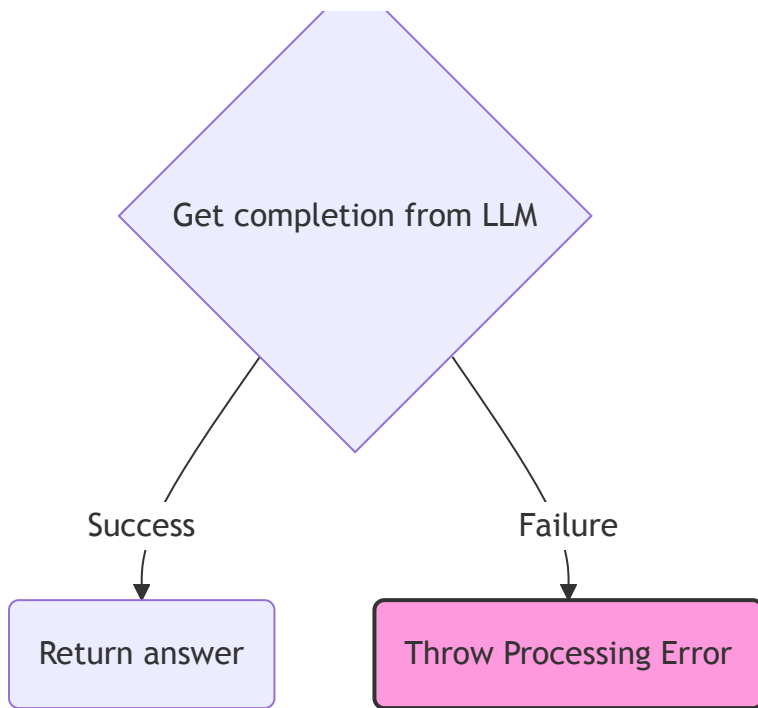 Get completion from LLM
Success
Failure
Return answer
Throw Processing Error